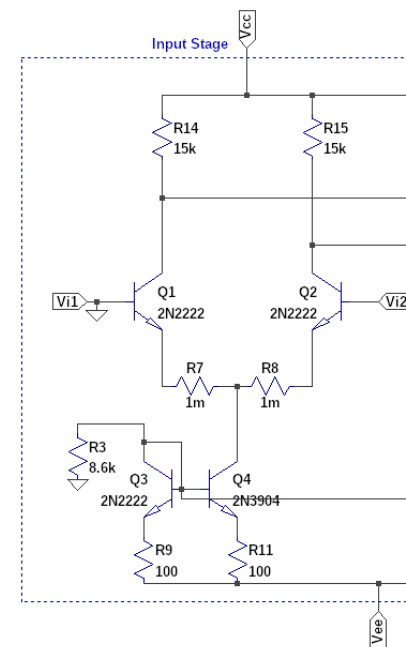 Vcc
Input Stage
R14
15k
R15
15k
Vi1
Q1
2N2222
Q2
2N2222
Vi2
R7
1m
R8
1m
R3
8.6k
Q3
2N2222
Q4
2N3904
R9
100
R11
100
Vee